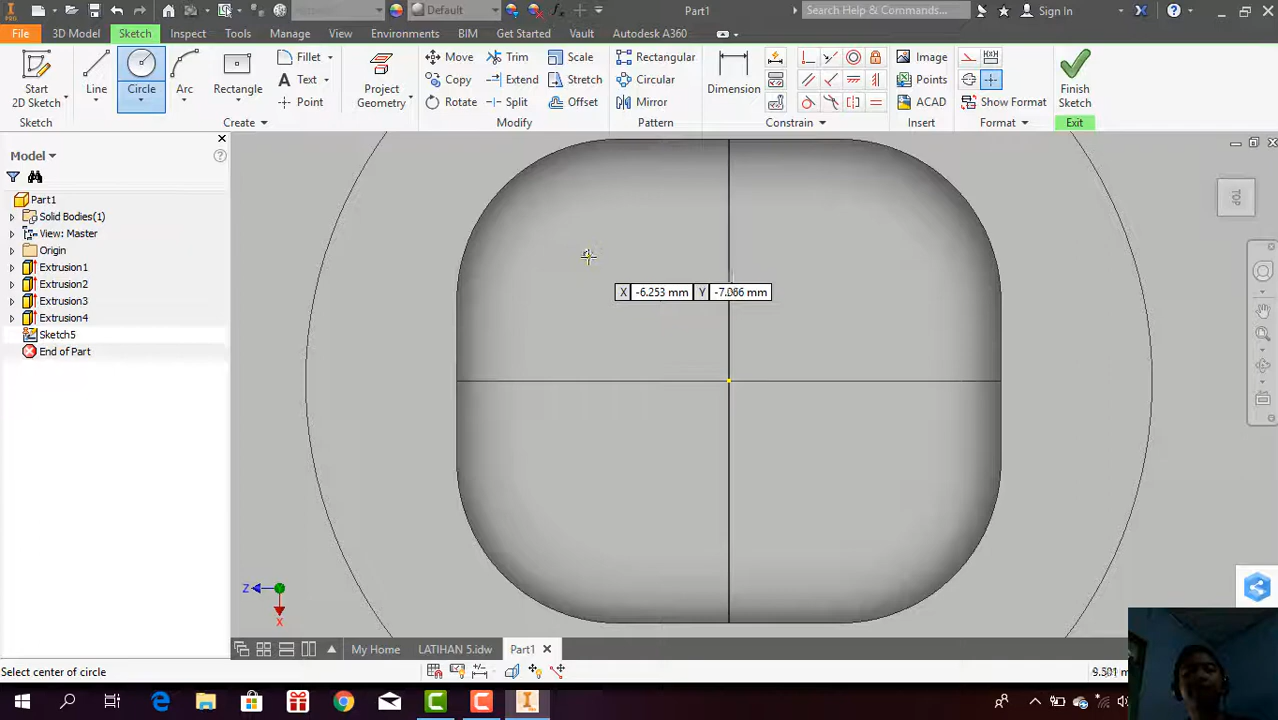 PRO
Default
Part1
Search Help & Commands...
Sign In
File
3D Model
Sketch
Inspect
Tools
Manage
View
Environments
BIM
Get Started
Vault
Autodesk A360
Start
2D Sketch
Line
Circle
Arc
Rectangle
Fillet
Text
Point
Project
Geometry
Move
Copy
Rotate
Trim
Extend
Split
Scale
Stretch
Offset
Rectangular
Circular
Mirror
Dimension
Image
Points
ACAD
Show Format
Finish
Sketch
Sketch
Create
Modify
Pattern
Constrain
Insert
Format
Exit
Model
Part1
Solid Bodies(1)
View: Master
Origin
Extrusion1
Extrusion2
Extrusion3
Extrusion4
Sketch5
End of Part
TOP
X -6.253 mm Y -7.066 mm
Z
X
My Home
LATIHAN 5.idw
Part1
Select center of circle
9.501 m